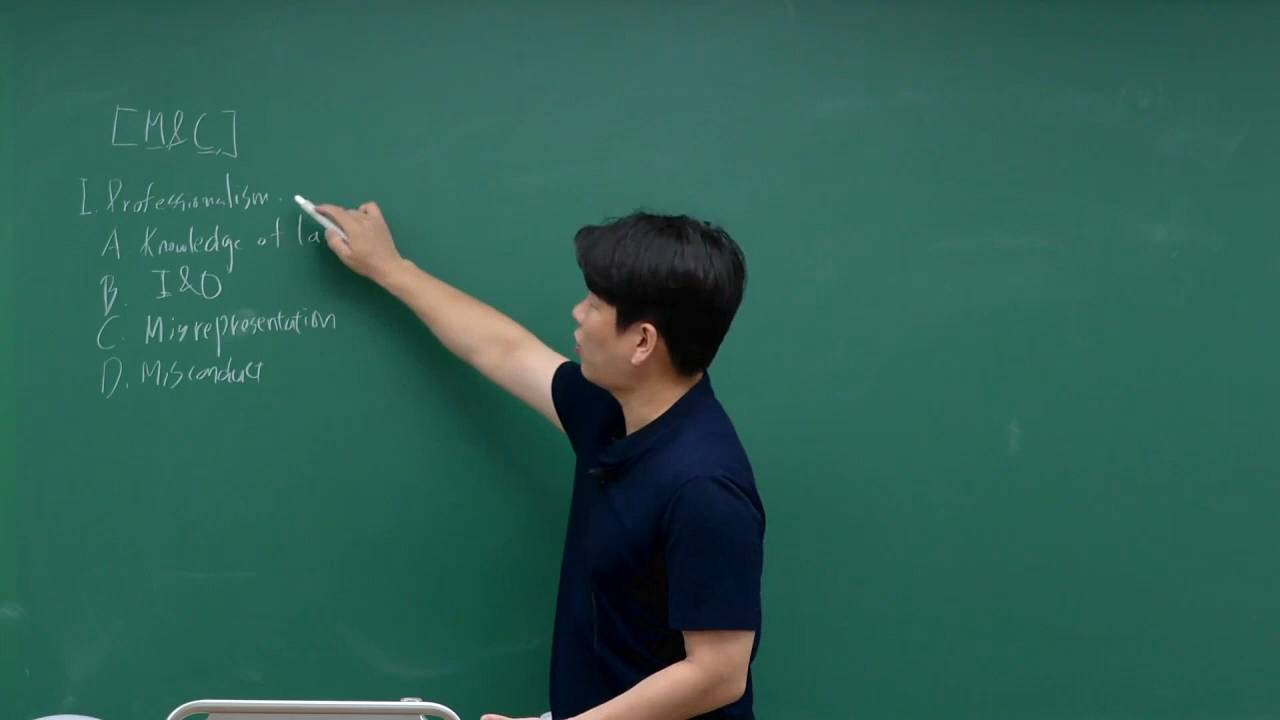 [M&C]
I. Professionalism.
A Knowledge of la
B. I&O
C. Misrepresentation
D. Misconduct